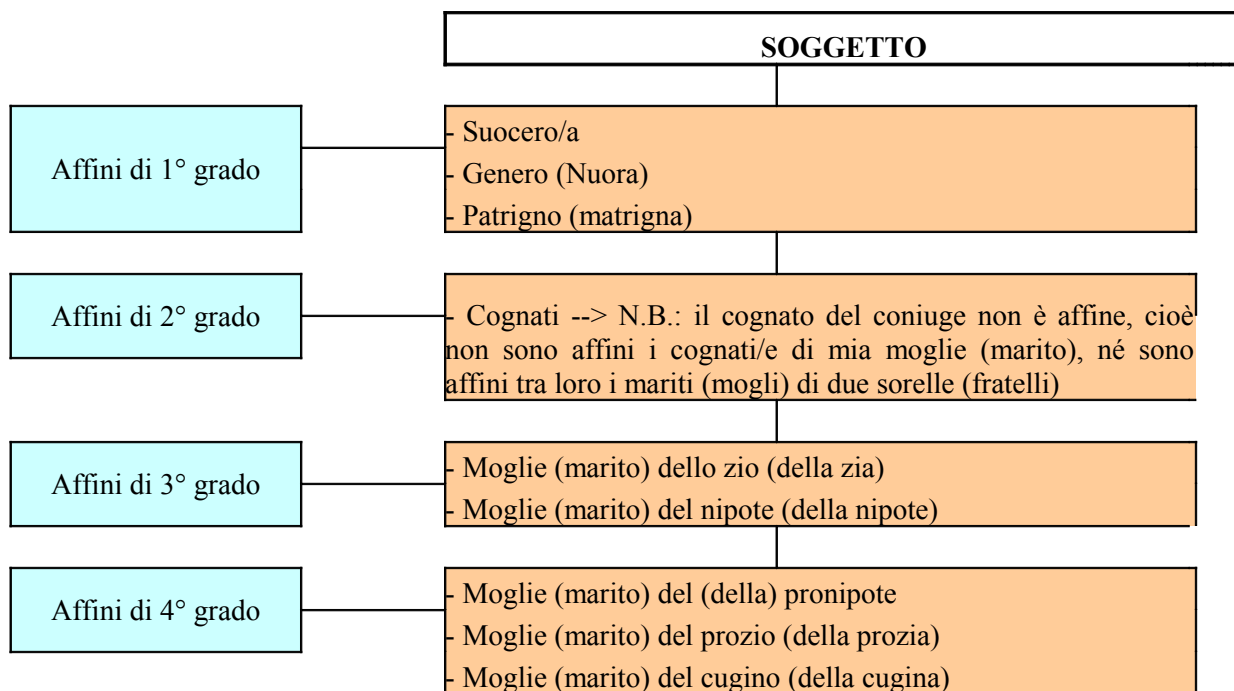 SOGGETTO
Affini di 1° grado
- Suocero/a
- Genero (Nuora)
- Patrigno (matrigna)
Affini di 2° grado
- Cognati --> N.B.: il cognato del coniuge non è affine, cioè
non sono affini i cognati/e di mia moglie (marito), né sono
affini tra loro i mariti (mogli) di due sorelle (fratelli)
Affini di 3° grado
- Moglie (marito) dello zio (della zia)
- Moglie (marito) del nipote (della nipote)
Affini di 4° grado
- Moglie (marito) del (della) pronipote
- Moglie (marito) del prozio (della prozia)
- Moglie (marito) del cugino (della cugina)